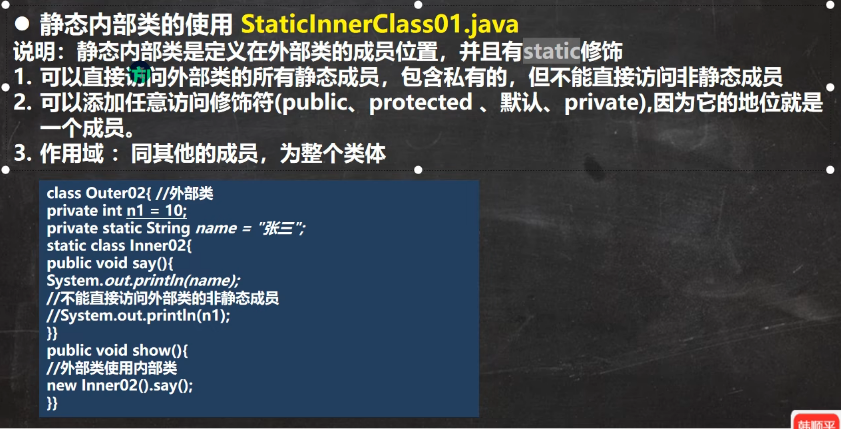 ● 静态内部类的使用 StaticInnerClass01.java
说明：静态内部类是定义在外部类的成员位置，并且有static修饰
1. 可以直接访问外部类的所有静态成员，包含私有的，但不能直接访问非静态成员
2. 可以添加任意访问修饰符(public、protected 、默认、private),因为它的地位就是
一个成员。
3. 作用域 ：同其他的成员，为整个类体
class Outer02{ //外部类
private int n1 = 10;
private static String name = "张三";
static class Inner02{
public void say(){
System.out.println(name);
//不能直接访问外部类的非静态成员
//System.out.println(n1);
}}
public void show(){
//外部类使用内部类
new Inner02().say();
}}
韩顺平